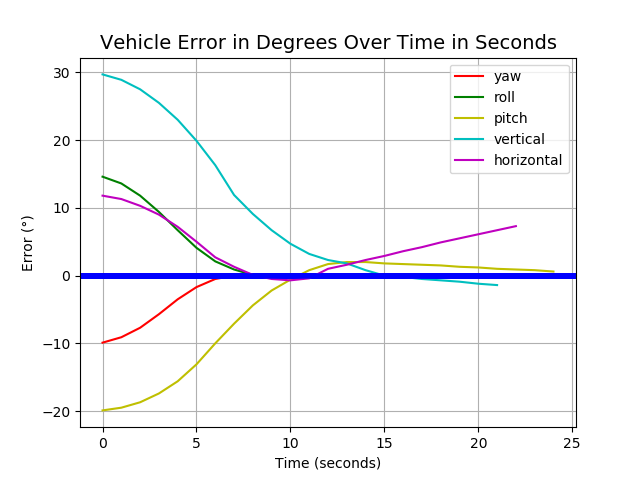 Vehicle Error in Degrees Over Time in Seconds
30
20
10
0
−10
−20
Error (°)
yaw
roll
pitch
vertical
horizontal
0 5 10 15 20 25
Time (seconds)